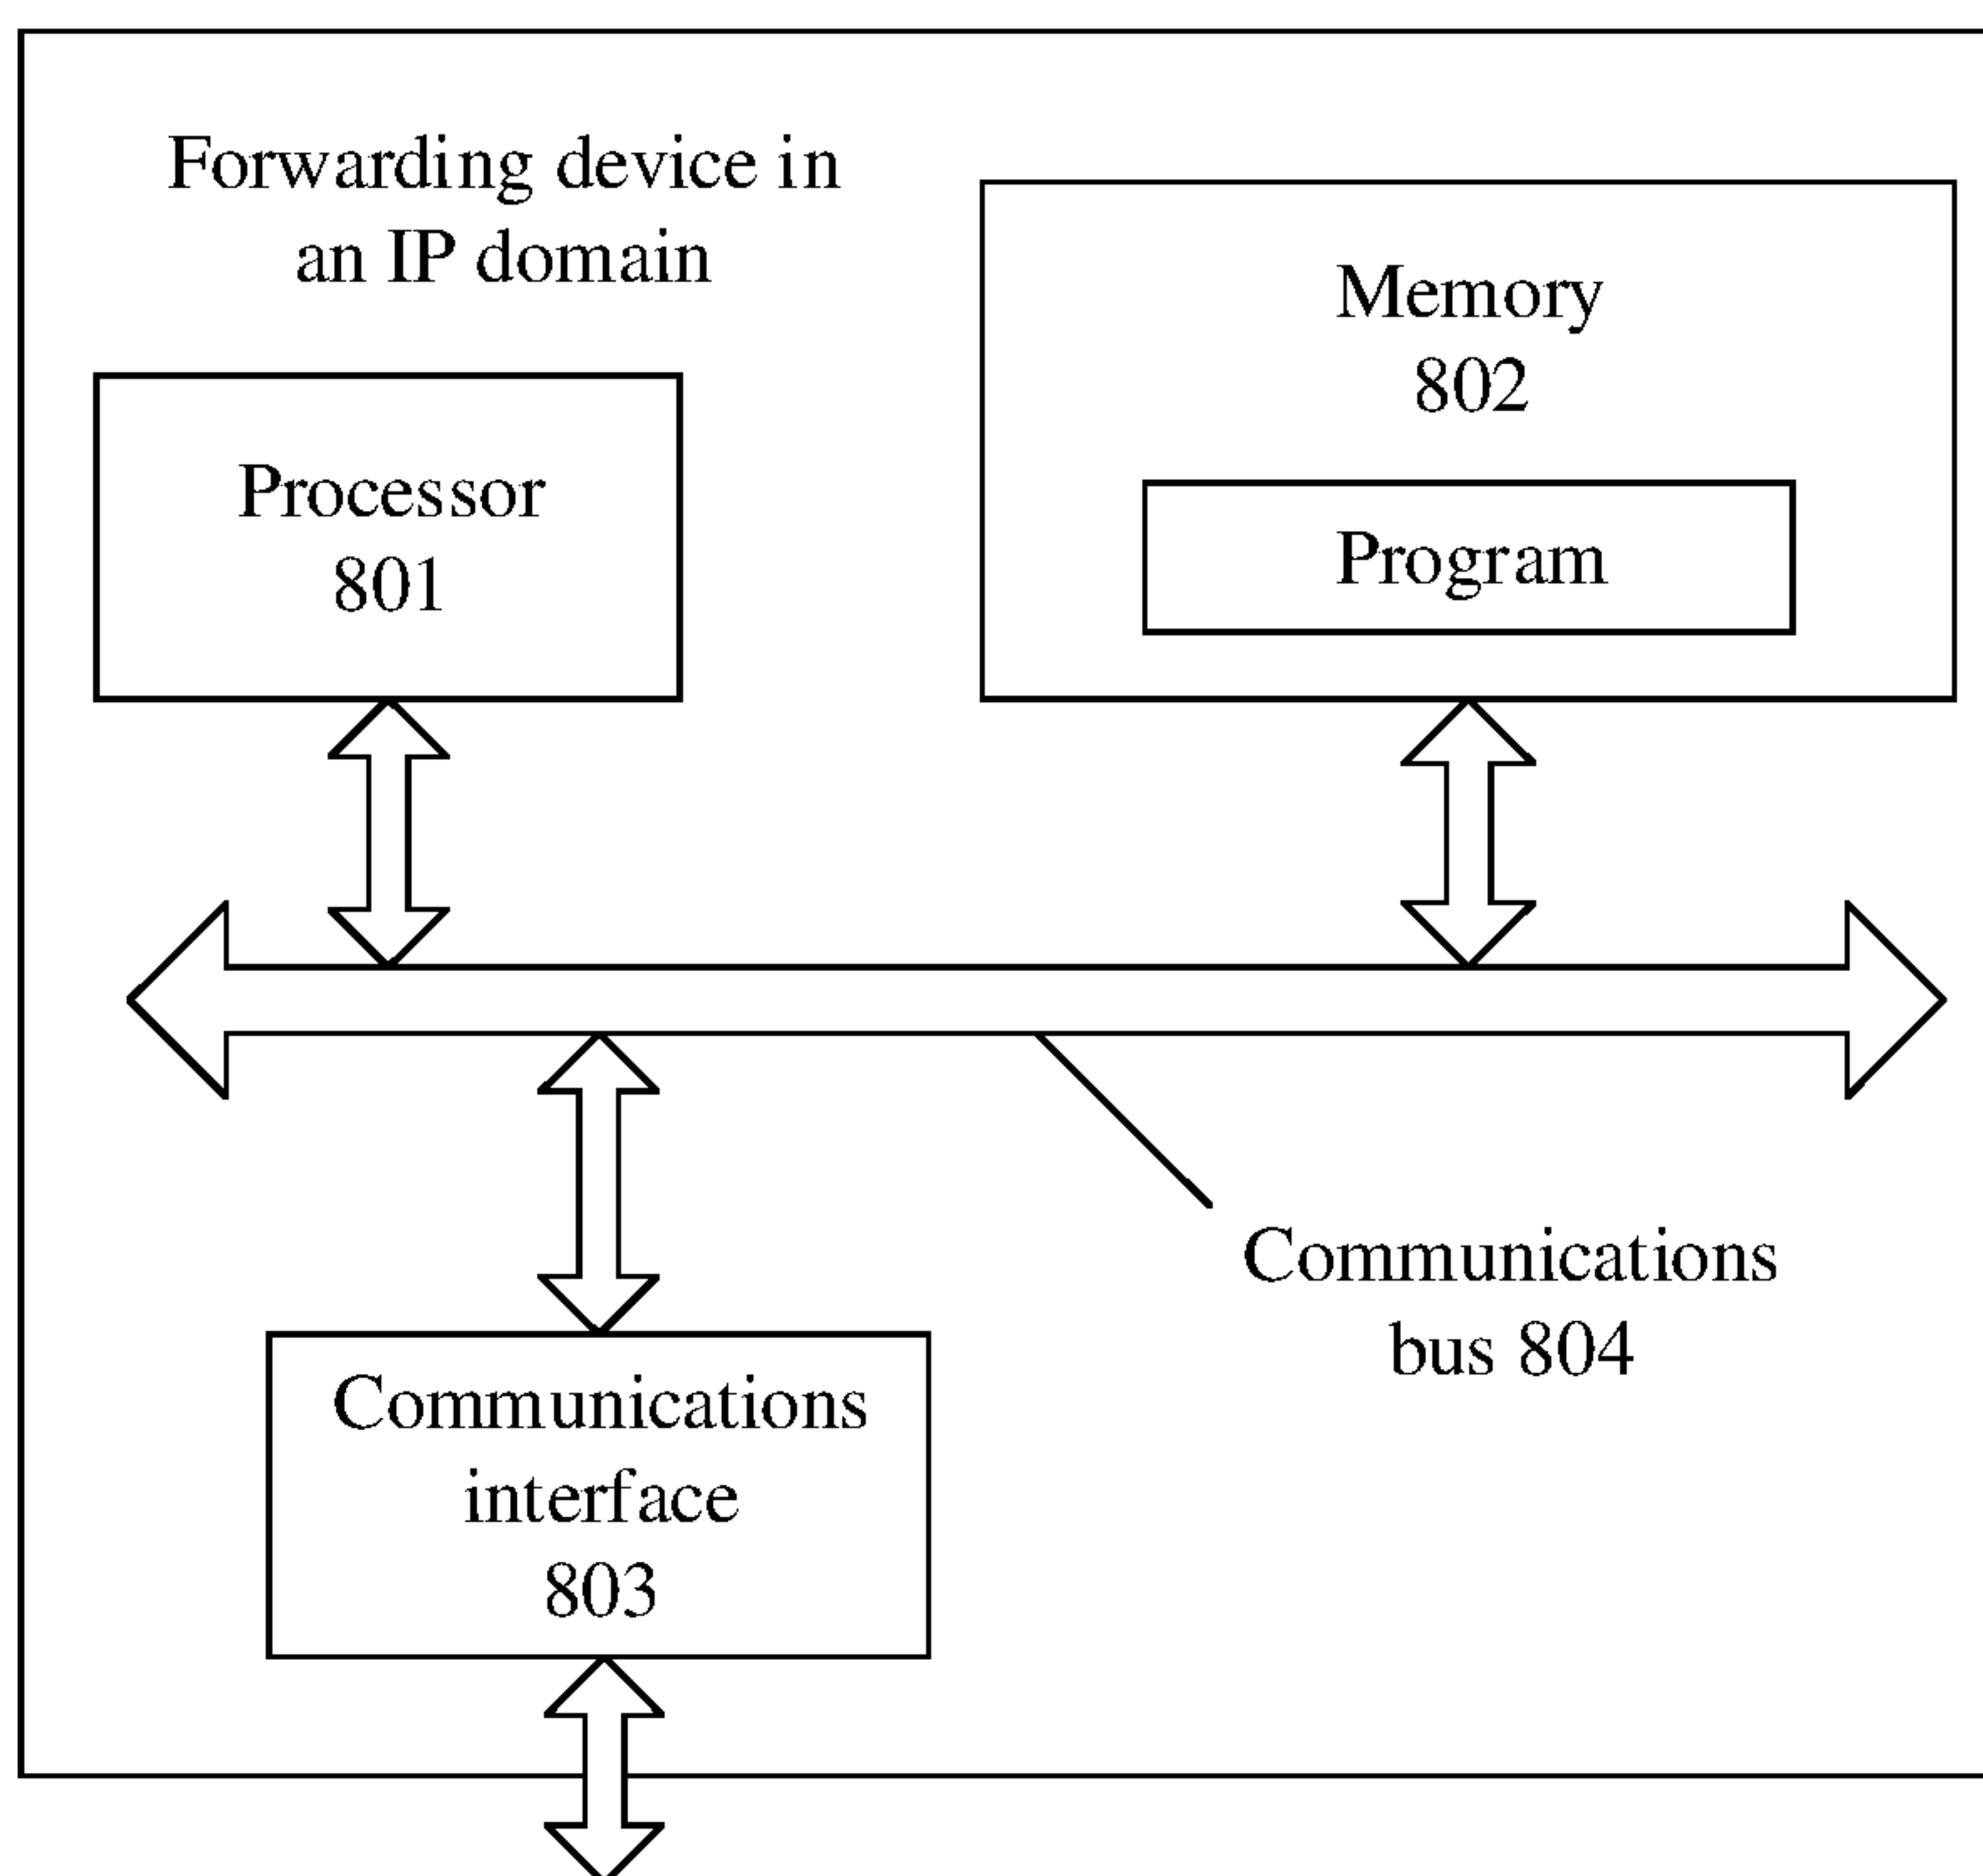 Forwarding device in
an IP domain
Memory
802
Program
Processor
801
Communications
bus 804
Communications
interface
803